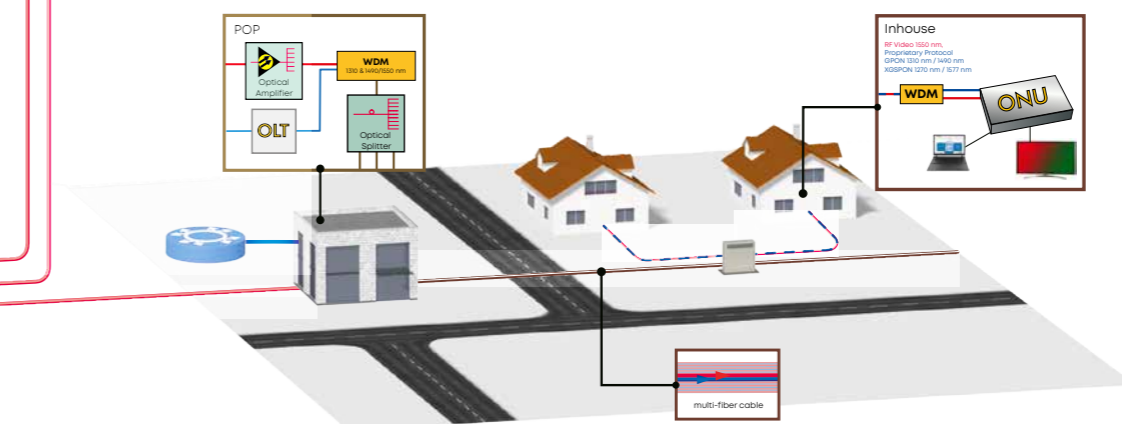 POP
Optical
Amplifier
WDM
1310 & 1490/1550 nm
OLT
Optical
Splitter
Inhouse
RF Video 1550 nm,
Proprietary Protocol
GPON 1310 nm / 1490 nm
XGSPON 1270 nm / 1577 nm
WDM
ONU
multi-fiber cable